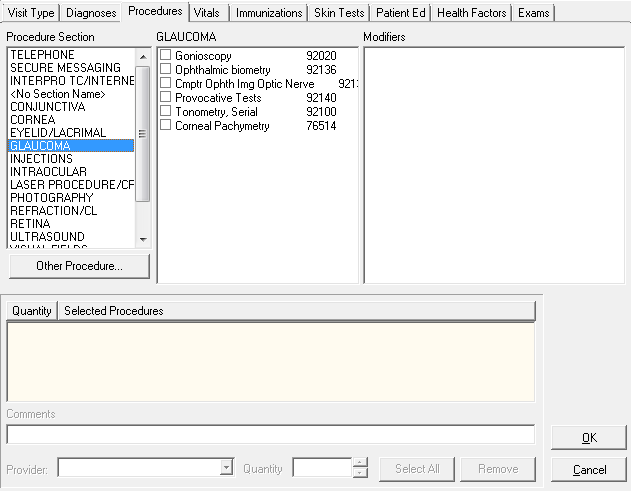 Visit Type Diagnoses Procedures Vitals Immunizations Skin Tests Patient Ed Health Factors Exams
Procedure Section
TELEPHONE
SECURE MESSAGING
INTERPRO TC/INTERNE
<No Section Name>
CONJUNCTIVA
CORNEA
EYELID/LACRIMAL
GLAUCOMA
INJECTIONS
INTRAOCULAR
LASER PROCEDURE/CF
PHOTOGRAPHY
REFRACTION/CL
RETINA
ULTRASOUND
VISUAL FIELDS
Other Procedure...
GLAUCOMA
Gonioscopy 92020
Ophthalmic biometry 92136
Cmptr Ophth Img Optic Nerve 9213
Provocative Tests 92140
Tonometry, Serial 92100
Corneal Pachymetry 76514
Modifiers
Quantity Selected Procedures
Comments
Provider: Quantity Select All Remove
OK
Cancel